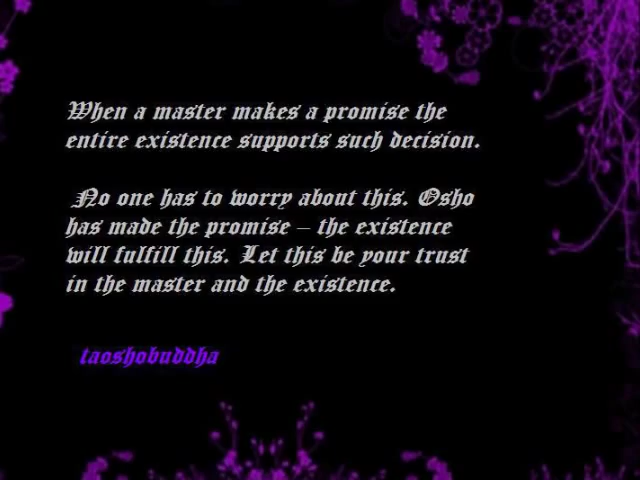 When a master makes a promise the
entire existence supports such decision.
No one has to worry about this. Osho
has made the promise – the existence
will fulfill this. Let this be your trust
in the master and the existence.
taoshobuddha